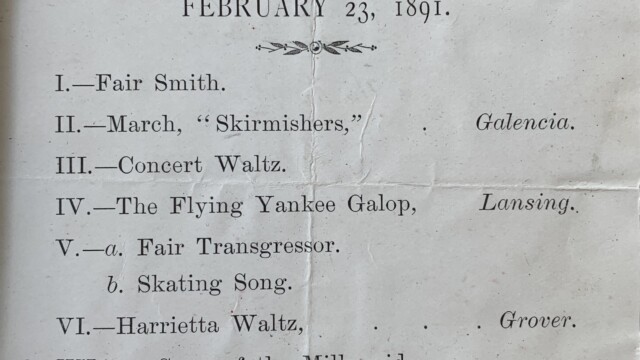 FEBRUARY 23, 1891.
I.—Fair Smith.
II.—March, “Skirmishers,” . Galencia.
III.—Concert Waltz.
IV.—The Flying Yankee Galop, Lansing.
V.—a. Fair Transgressor.
b. Skating Song.
VI.—Harrietta Waltz, . . . Grover.